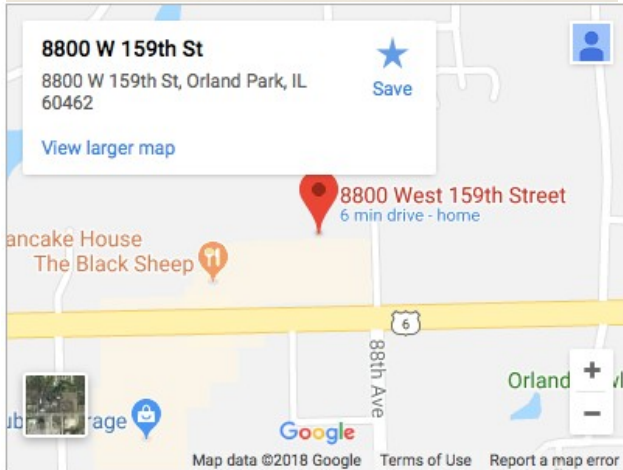 8800 W 159th St
8800 W 159th St, Orland Park, IL
60462
Save
View larger map
8800 West 159th Street
6 min drive - home
ancake House
The Black Sheep
6
88th Ave
Orland
rage
Google
Map data ©2018 Google Terms of Use Report a map error